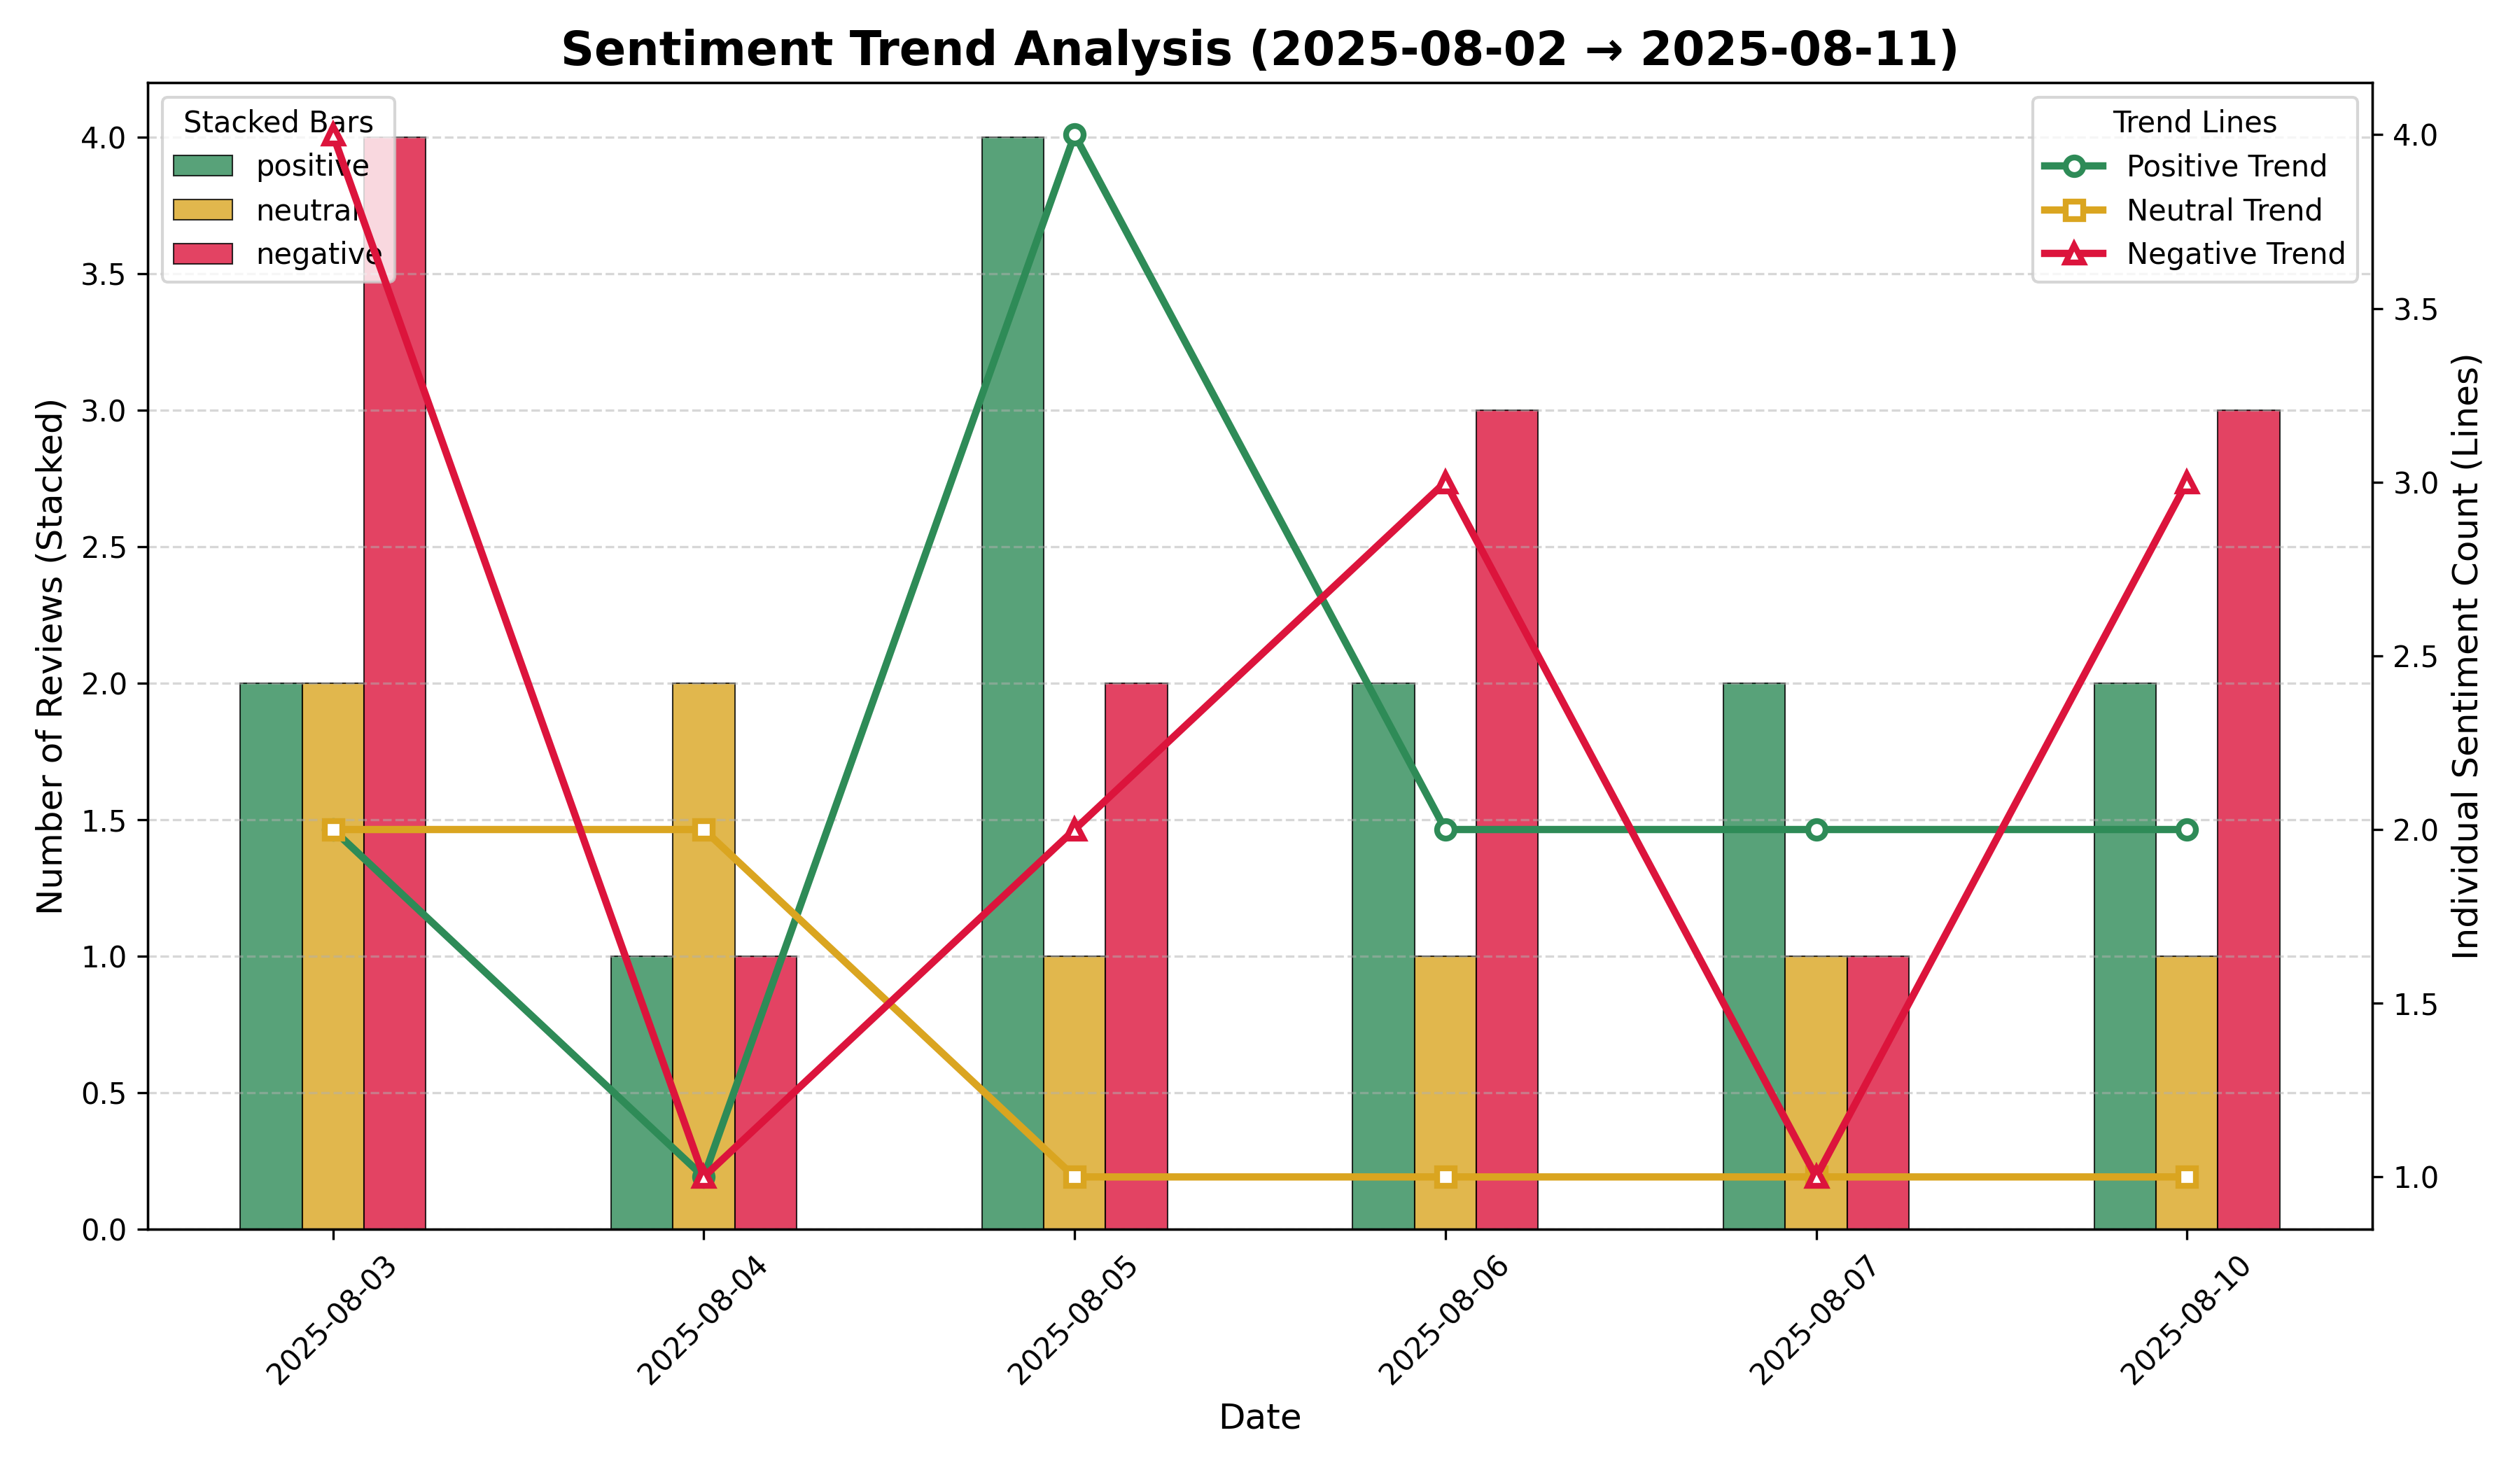 Sentiment Trend Analysis (2025-08-02 → 2025-08-11)
Stacked Bars
positive
neutral
negative
Trend Lines
Positive Trend
Neutral Trend
Negative Trend
Number of Reviews (Stacked)
4.0
3.5
3.0
2.5
2.0
1.5
1.0
0.5
0.0
4.0
3.5
3.0
2.5
2.0
1.5
1.0
Individual Sentiment Count (Lines)
2025-08-03
2025-08-04
2025-08-05
2025-08-06
2025-08-07
2025-08-10
Date